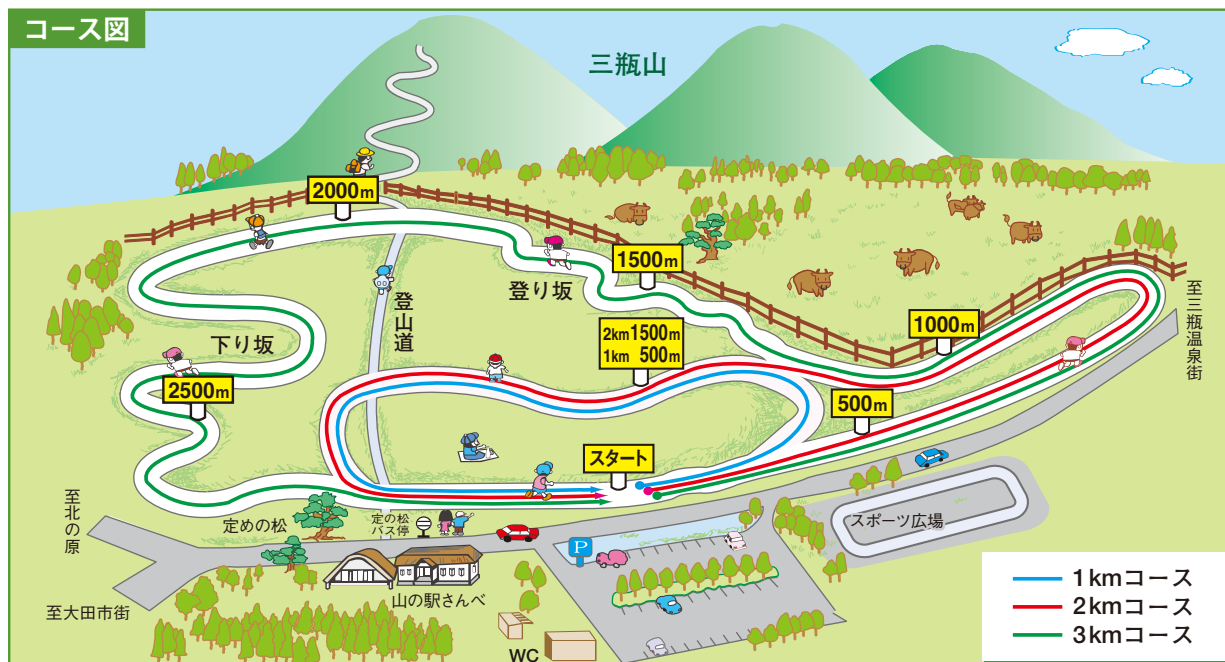 コース図
三瓶山
2000m
登り坂
1500m
登山道
2km 1500m
1km 500m
1000m
至三瓶温泉街
下り坂
2500m
500m
スタート
至北の原
定めの松
定の松
バス停
スポーツ広場
P
至大田市街
山の駅さんべ
WC
1kmコース
2kmコース
3kmコース